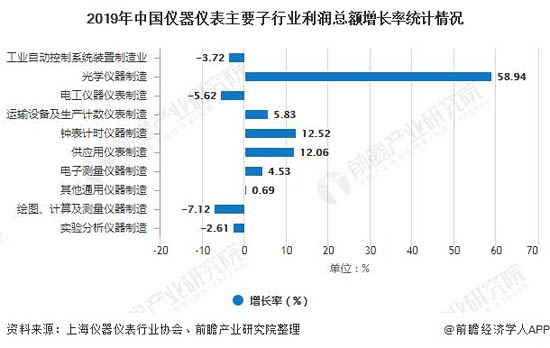 2019年中国仪器仪表主要子行业利润总额增长率统计情况
工业自动控制系统装置制造业 -3.72
光学仪器制造 58.94
电工仪器仪表制造 -5.62
运输设备及生产计数仪表制造 5.83
钟表计时仪器制造 12.52
供应用仪表制造 12.06
电子测量仪器制造 4.53
其他通用仪器制造 0.69
绘图、计算及测量仪器制造 -7.12
实验分析仪器制造 -2.61
-20 -10 0 10 20 30 40 50 60 70
单位：%
增长率（%）
资料来源：上海仪器仪表行业协会、前瞻产业研究院整理
@前瞻经济学人APP
前瞻产业研究院